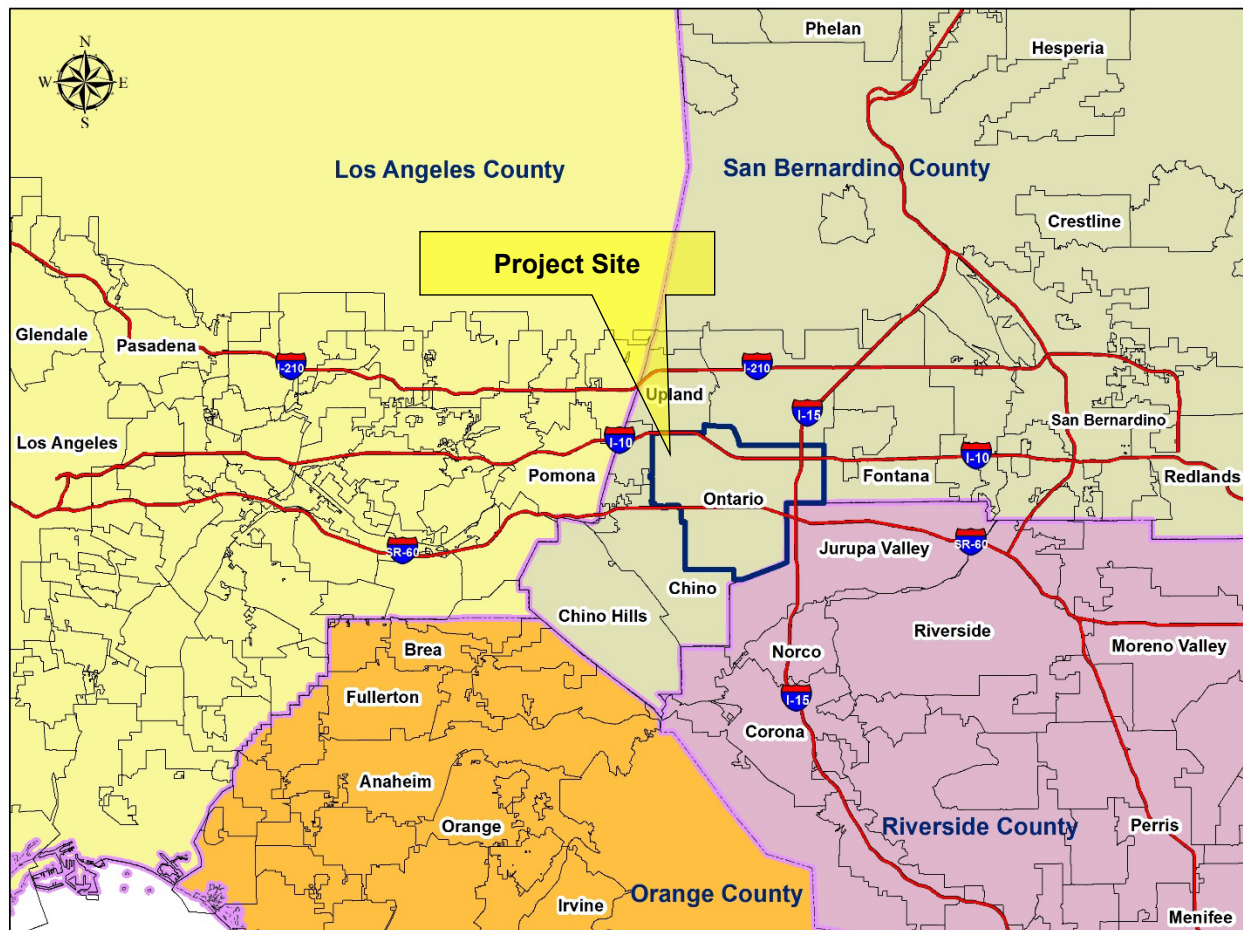 Phelan
Hesperia
N
W
E
S
Los Angeles County
San Bernardino County
Crestline
Project Site
Glendale
Pasadena
I-210
I-210
Upland
I-15
San Bernardino
Los Angeles
I-10
Pomona
Fontana
I-10
Redlands
Ontario
SR-60
Jurupa Valley
SR-60
Chino
Chino Hills
Riverside
Moreno Valley
Brea
Norco
Fullerton
I-15
Corona
Anaheim
Orange
Riverside County
Perris
Orange County
Irvine
Menifee